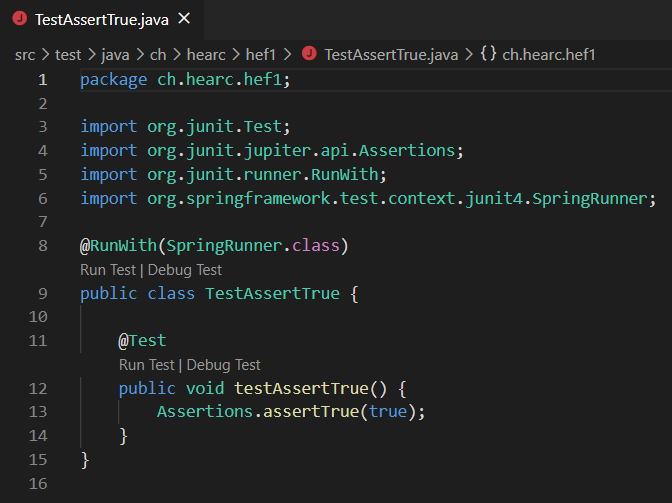 TestAssertTrue.java ×
src > test > java > ch > hearc > hef1 > TestAssertTrue.java > {} ch.hearc.hef1
1 package ch.hearc.hef1;
2
3 import org.junit.Test;
4 import org.junit.jupiter.api.Assertions;
5 import org.junit.runner.RunWith;
6 import org.springframework.test.context.junit4.SpringRunner;
7
8 @RunWith(SpringRunner.class)
Run Test | Debug Test
9 public class TestAssertTrue {
10
11     @Test
Run Test | Debug Test
12     public void testAssertTrue() {
13         Assertions.assertTrue(true);
14     }
15 }
16